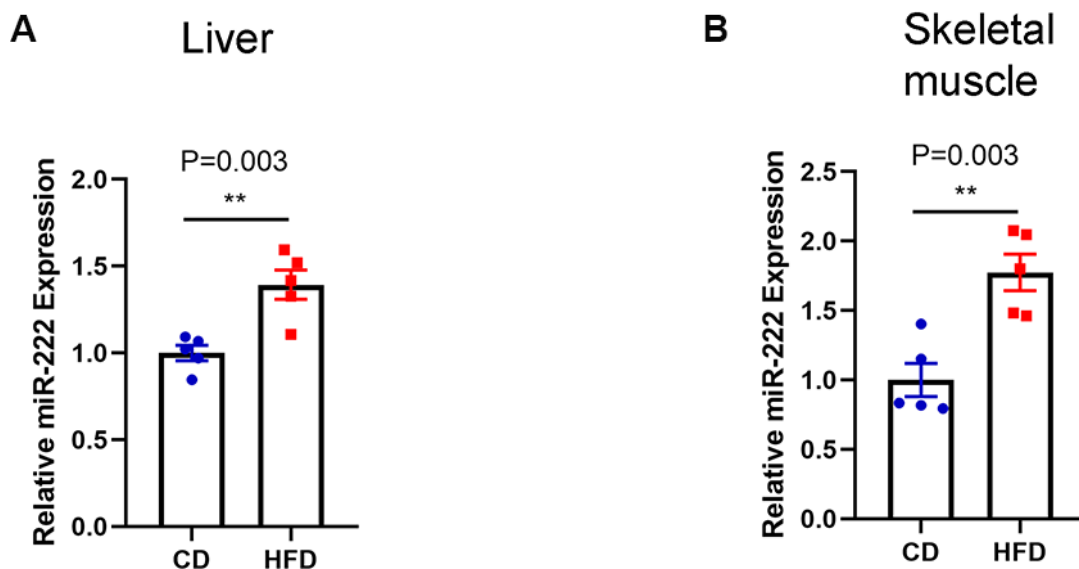 A
Liver
P=0.003
**
Relative miR-222 Expression
2.0
1.5
1.0
0.5
0.0
CD HFD
B
Skeletal
muscle
P=0.003
**
Relative miR-222 Expression
2.5
2.0
1.5
1.0
0.5
0.0
CD HFD